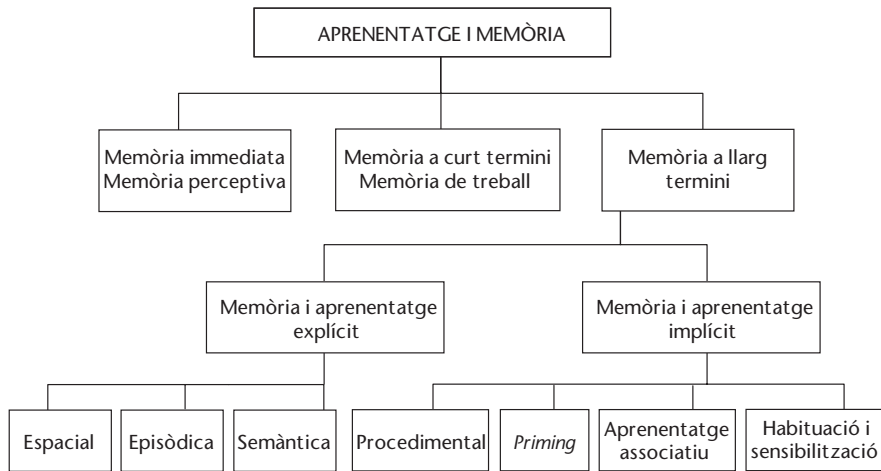 APRENENTATGE I MEMÒRIA
Memòria immediata
Memòria perceptiva
Memòria a curt termini
Memòria de treball
Memòria a llarg
termini
Memòria i aprenentatge
explícit
Memòria i aprenentatge
implícit
Espacial
Episòdica
Semàntica
Procedimental
Priming
Aprenentatge
associatiu
Habituació i
sensibilització